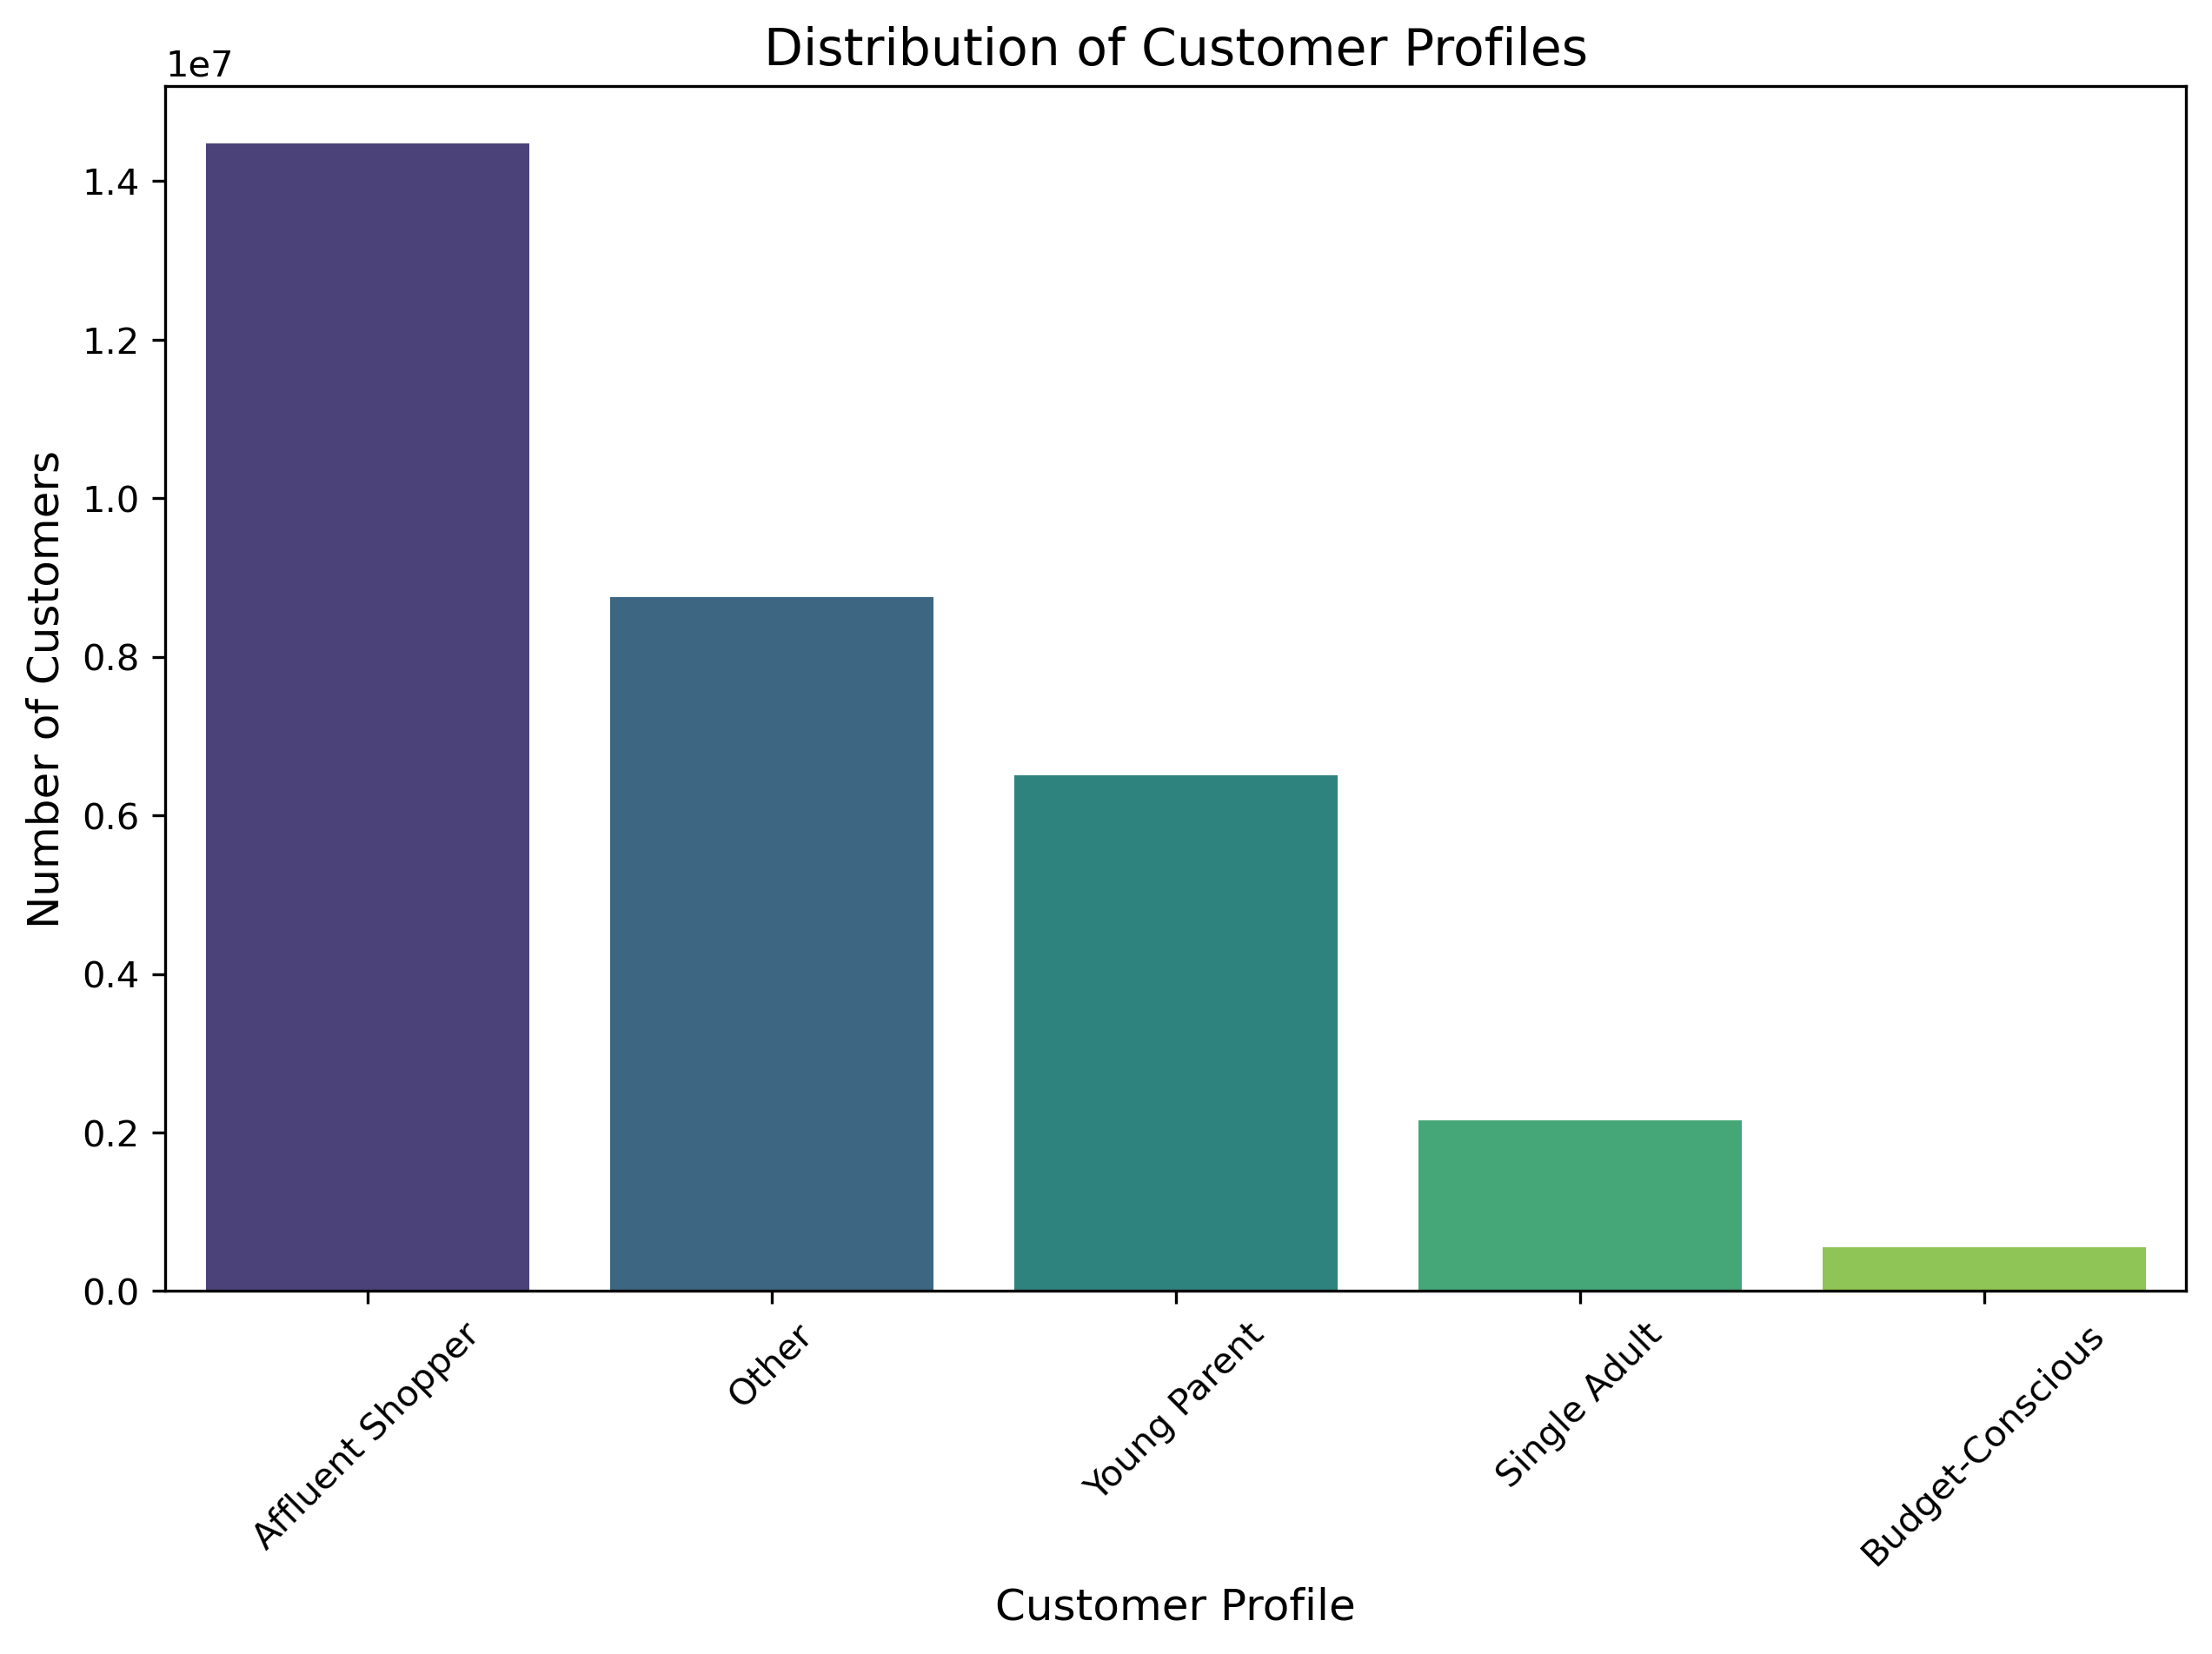 Distribution of Customer Profiles
1e7
1.4
1.2
1.0
0.8
0.6
0.4
0.2
0.0
Number of Customers
Affluent Shopper
Other
Young Parent
Single Adult
Budget-Conscious
Customer Profile